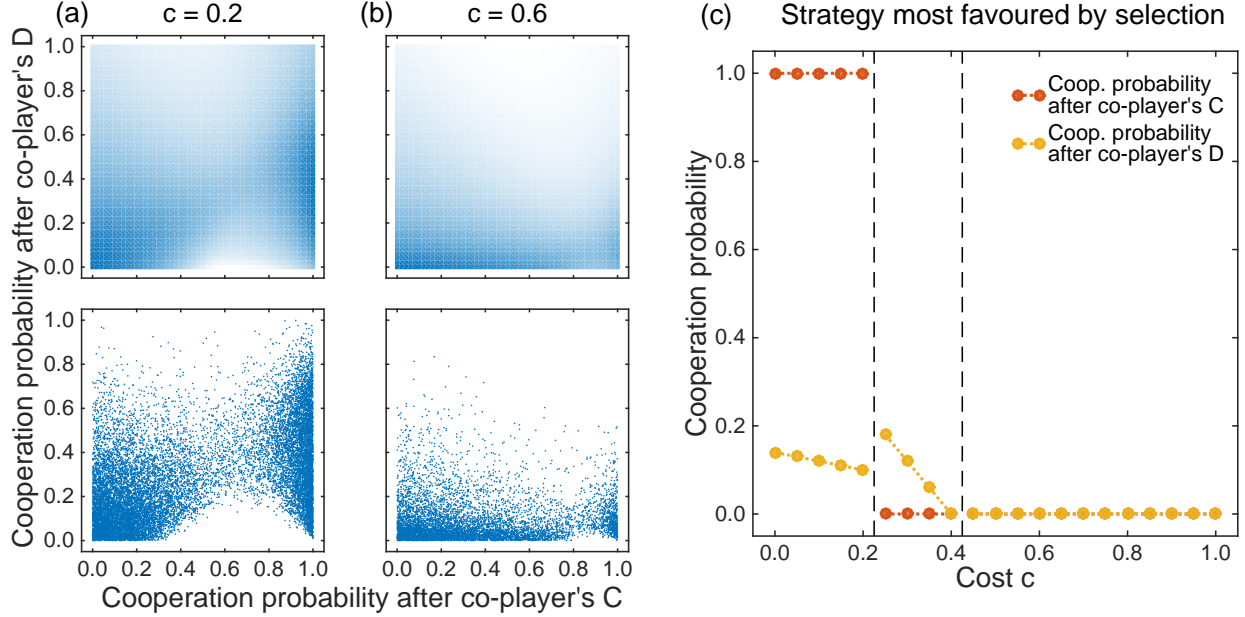 (a)
c = 0.2
(b)
c = 0.6
(c)
Strategy most favoured by selection
Cooperation probability after co-player's D
1.0
0.8
0.6
0.4
0.2
0.0
1.0
0.8
0.6
0.4
0.2
0.0
0.0 0.2 0.4 0.6 0.8 1.0
0.0 0.2 0.4 0.6 0.8 1.0
Cooperation probability after co-player's C
Cooperation probability
1.0
0.8
0.6
0.4
0.2
0.0
Coop. probability
after co-player's C
Coop. probability
after co-player's D
0.0 0.2 0.4 0.6 0.8 1.0
Cost c